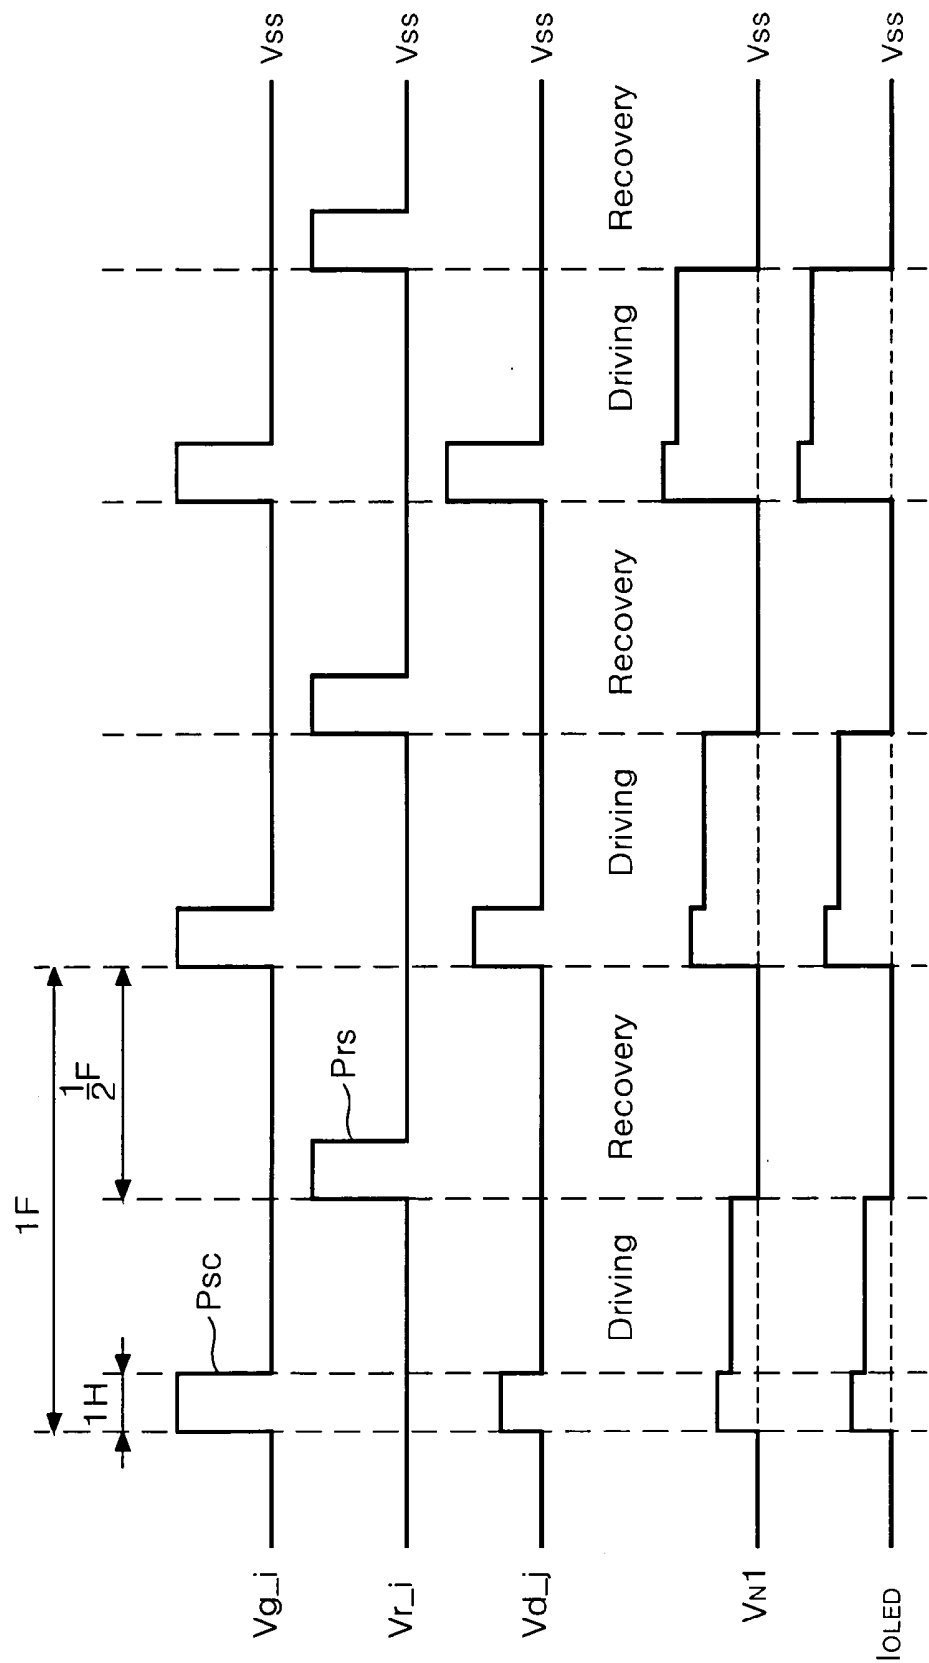 1F
1H
1/2F
Psc
Vg_i
Vss
Prs
Vr_i
Vss
Vd_j
Vss
Driving Recovery Driving Recovery Driving Recovery
VN1
Vss
IOLED
Vss